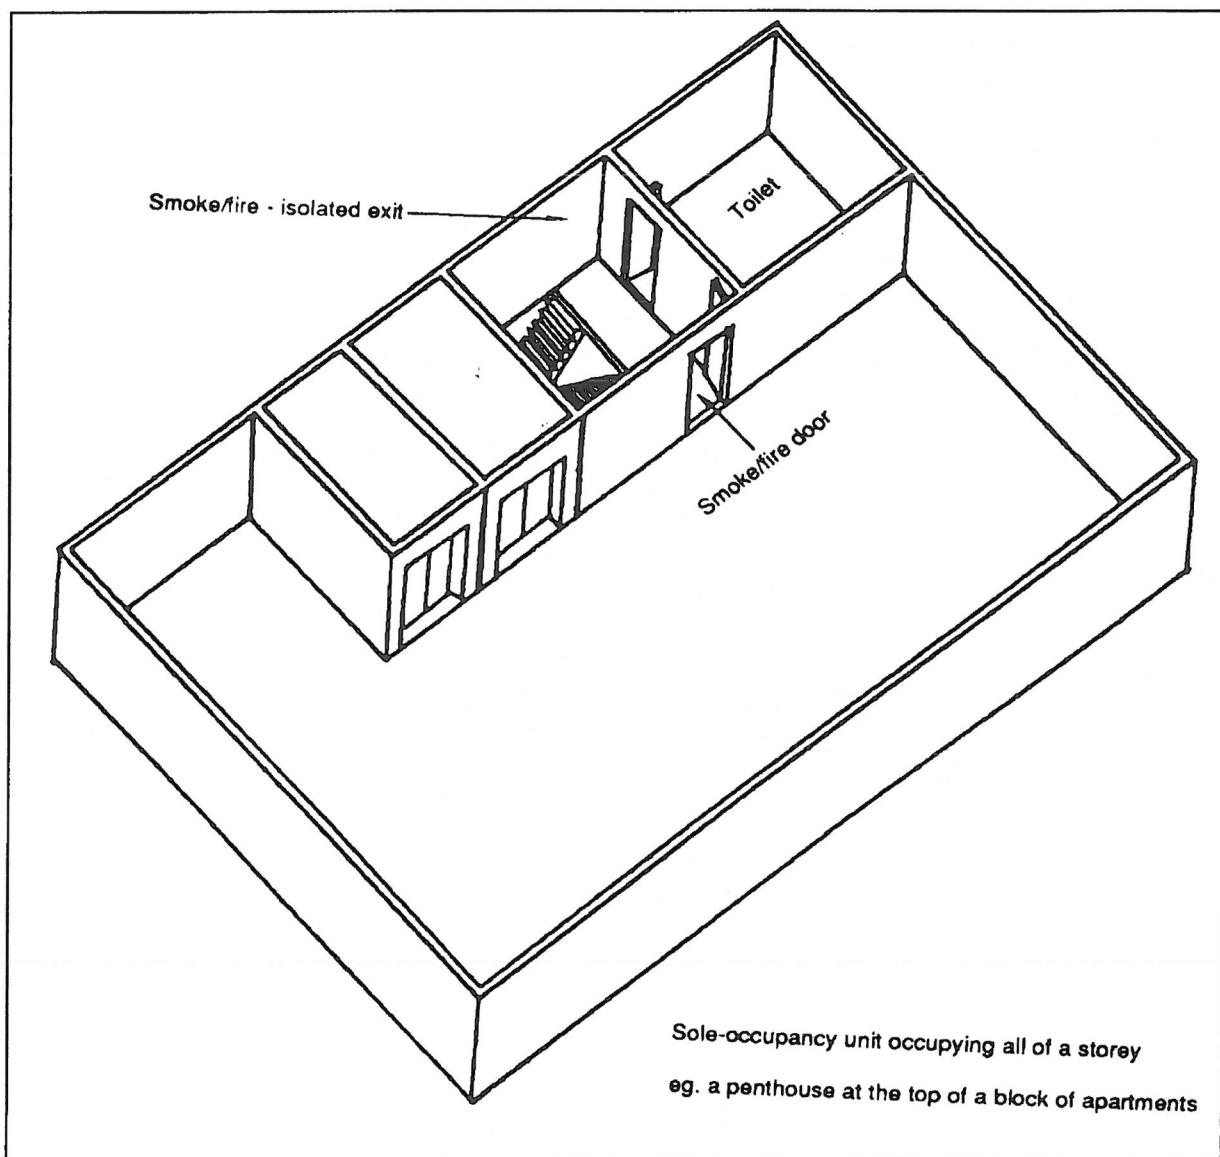 Smoke/fire - isolated exit
Toilet
Smoke/fire door
Sole-occupancy unit occupying all of a storey
eg. a penthouse at the top of a block of apartments